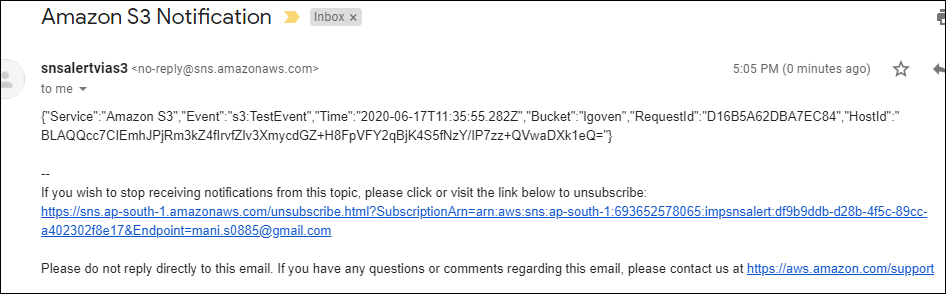 Amazon S3 Notification Inbox x
snsalertvias3 <no-reply@sns.amazonaws.com> 5:05 PM (0 minutes ago)
to me
{"Service":"Amazon S3","Event":"s3:TestEvent","Time":"2020-06-17T11:35:55.282Z","Bucket":"lgoven","RequestId":"D16B5A62DBA7EC84","HostId":"
BLAQQcc7CIEmhJPjRm3kZ4flrvfZlv3XmycdGZ+H8FpVFY2qBjK4S5fNzY/IP7zz+QVwaDXk1eQ="}
--
If you wish to stop receiving notifications from this topic, please click or visit the link below to unsubscribe:
https://sns.ap-south-1.amazonaws.com/unsubscribe.html?SubscriptionArn=arn:aws:sns:ap-south-1:693652578065:impsnsalert:df9b9ddb-d28b-4f5c-89cc-
a402302f8e17&Endpoint=mani.s0885@gmail.com
Please do not reply directly to this email. If you have any questions or comments regarding this email, please contact us at https://aws.amazon.com/support